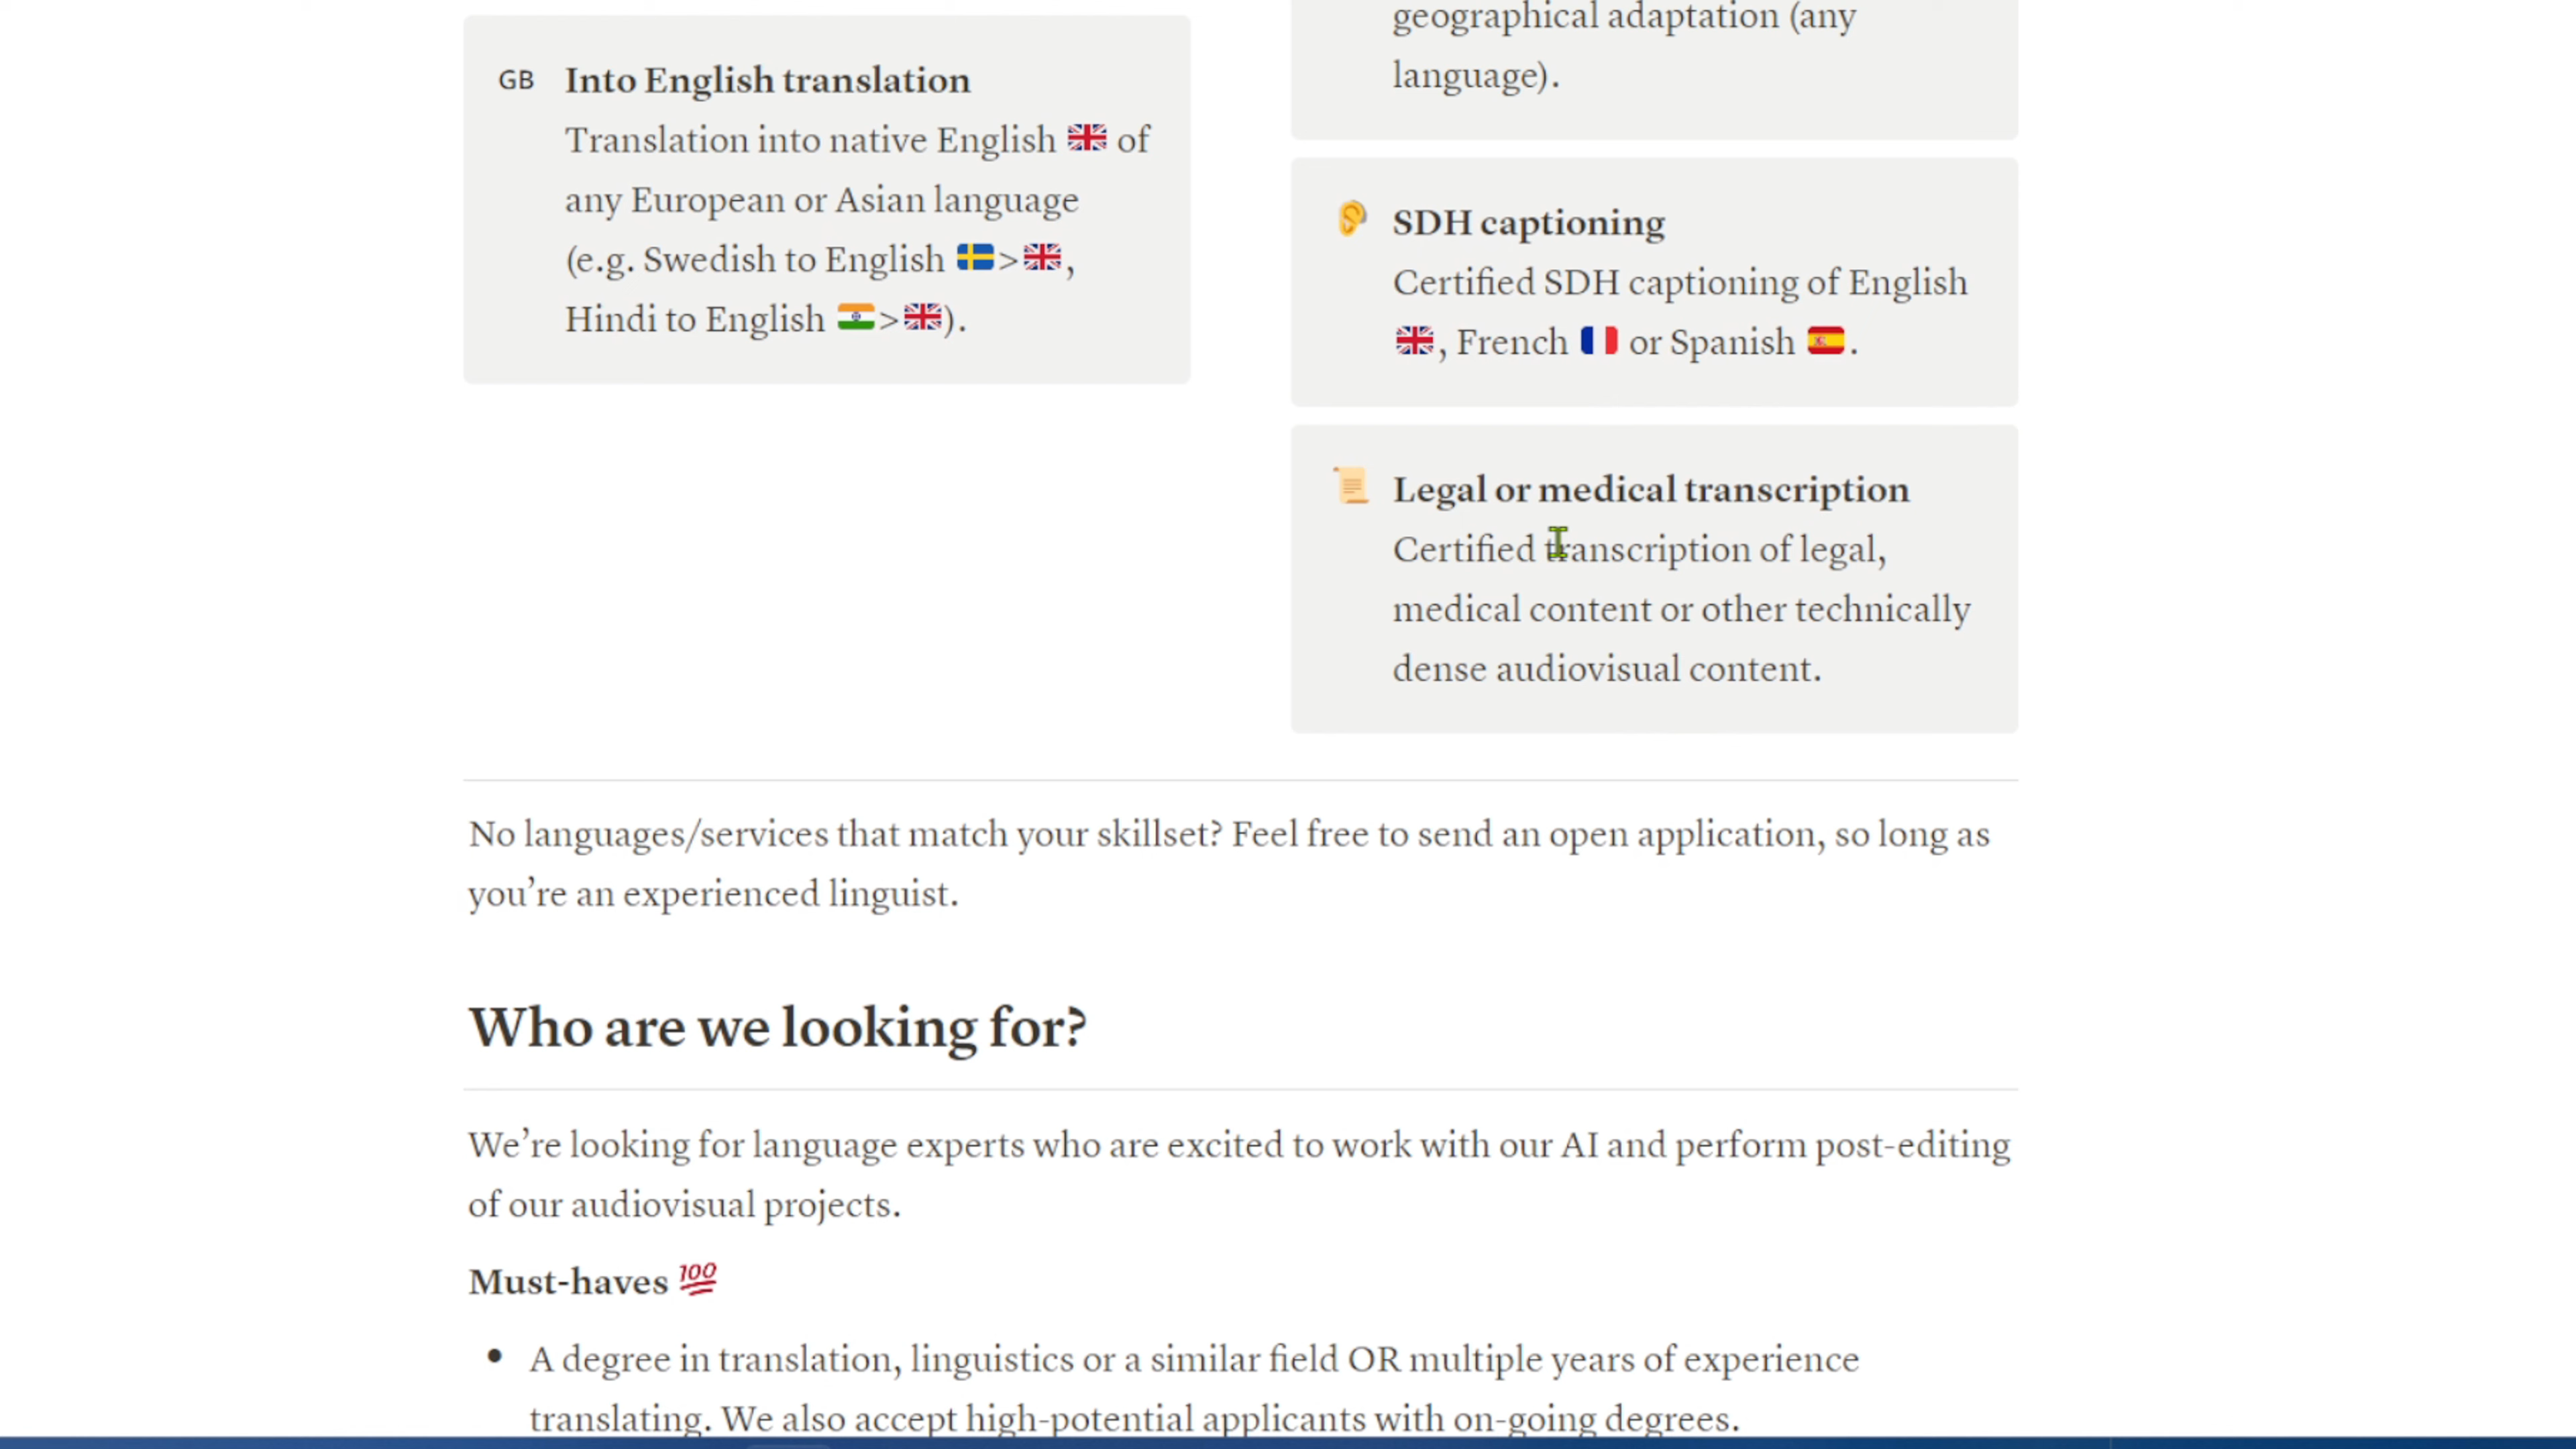 GB Into English translation
Translation into native English 🇬🇧 of
any European or Asian language
(e.g. Swedish to English 🇸🇪>🇬🇧,
Hindi to English 🇮🇳>🇬🇧).
geographical adaptation (any
language).
SDH captioning
Certified SDH captioning of English
🇬🇧, French 🇫🇷 or Spanish 🇪🇸.
Legal or medical transcription
Certified transcription of legal,
medical content or other technically
dense audiovisual content.
No languages/services that match your skillset? Feel free to send an open application, so long as
you’re an experienced linguist.
Who are we looking for?
We’re looking for language experts who are excited to work with our AI and perform post-editing
of our audiovisual projects.
Must-haves 💯
• A degree in translation, linguistics or a similar field OR multiple years of experience
translating. We also accept high-potential applicants with on-going degrees.